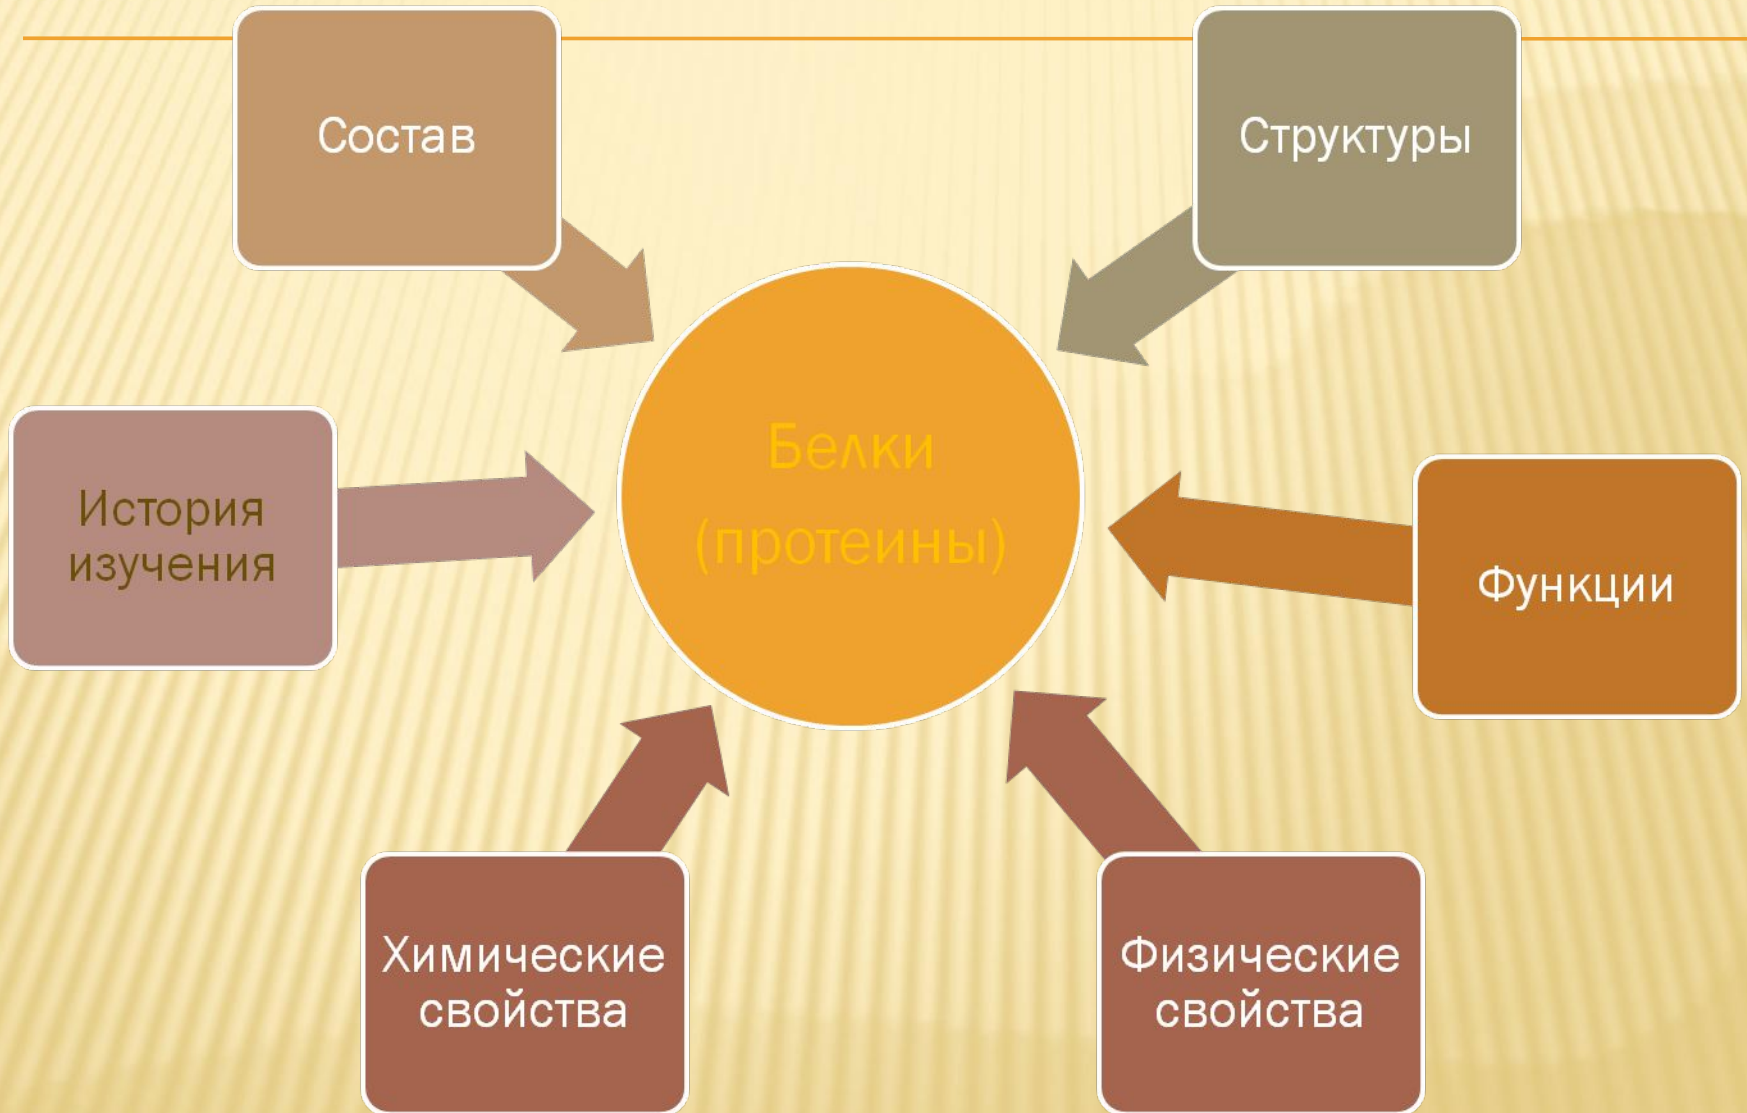 Состав
Структуры
Белки
(протеины)
История
изучения
Функции
Химические
свойства
Физические
свойства